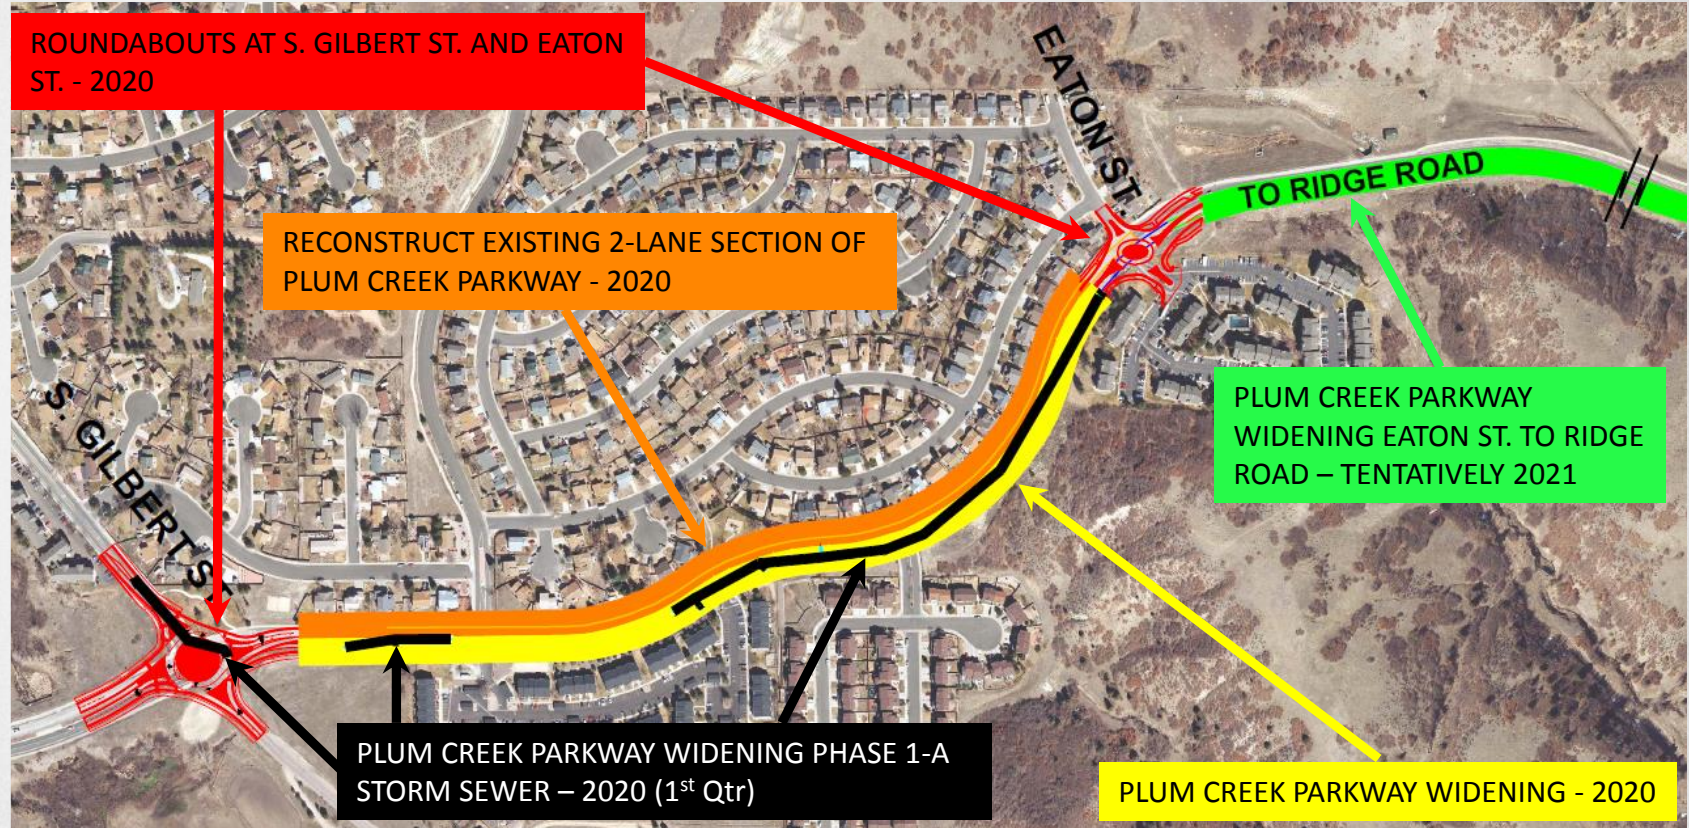 ROUNDABOUTS AT S. GILBERT ST. AND EATON
ST. - 2020
EATON ST.
TO RIDGE ROAD
RECONSTRUCT EXISTING 2-LANE SECTION OF
PLUM CREEK PARKWAY - 2020
PLUM CREEK PARKWAY
WIDENING EATON ST. TO RIDGE
ROAD – TENTATIVELY 2021
S. GILBERT ST.
PLUM CREEK PARKWAY WIDENING PHASE 1-A
STORM SEWER – 2020 (1st Qtr)
PLUM CREEK PARKWAY WIDENING - 2020